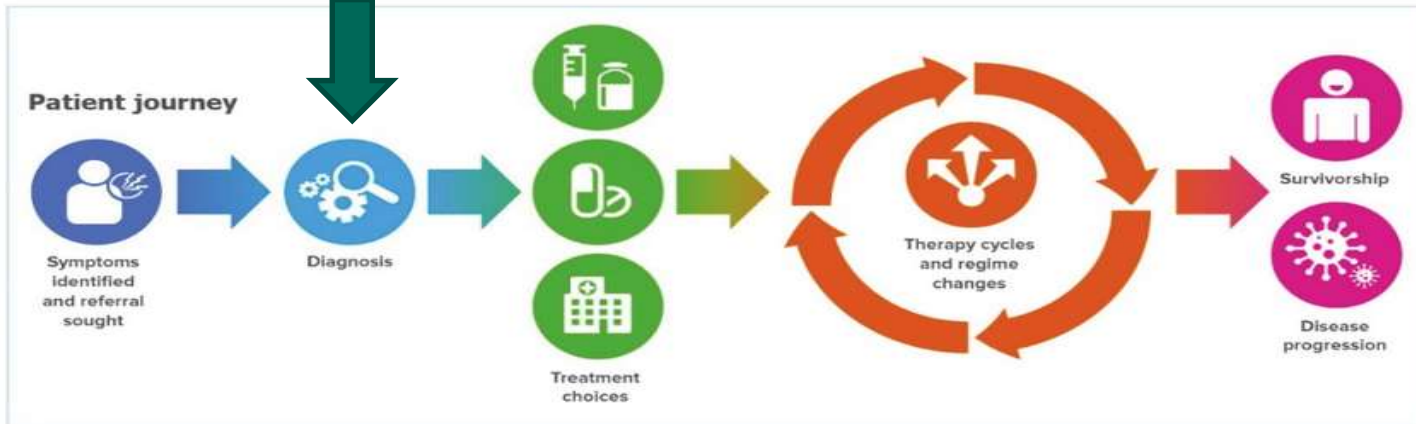 Patient journey
Symptoms
identified
and referral
sought
Diagnosis
Treatment
choices
Therapy cycles
and regime
changes
Survivorship
Disease
progression